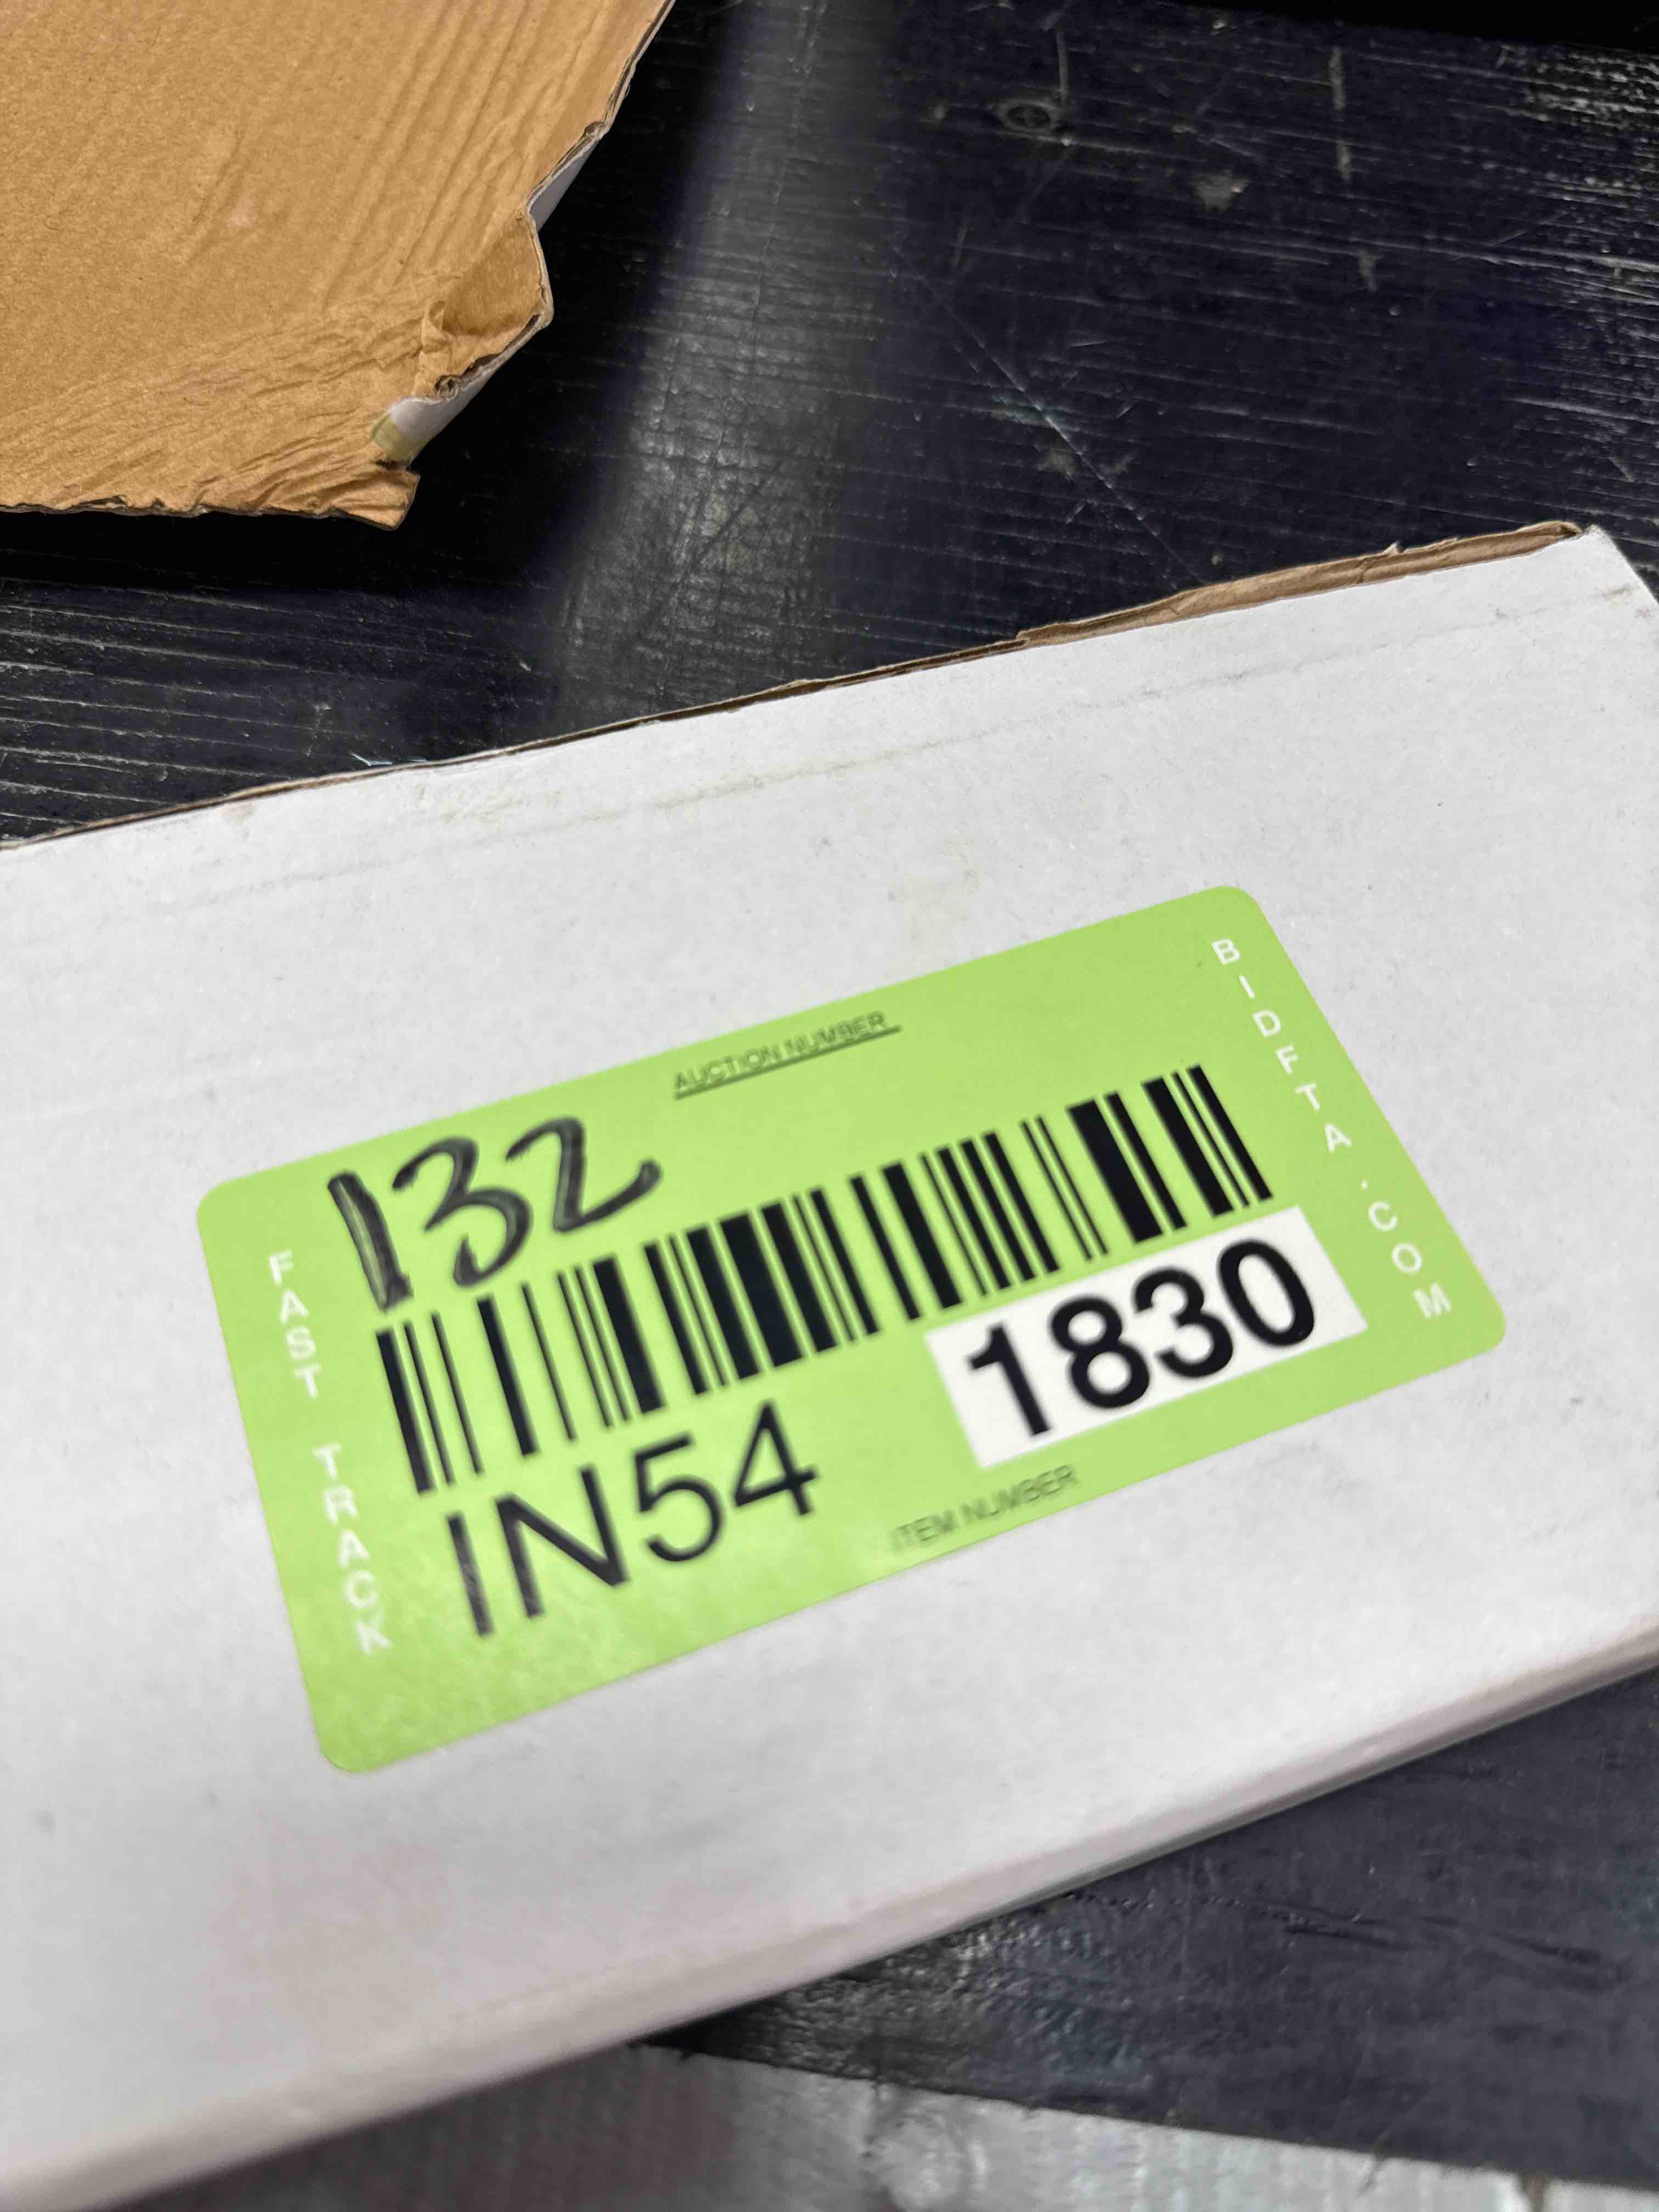 AUCTION NUMBER
132
IN54
1830
ITEM NUMBER
FAST TRACK
BIDFTA.COM